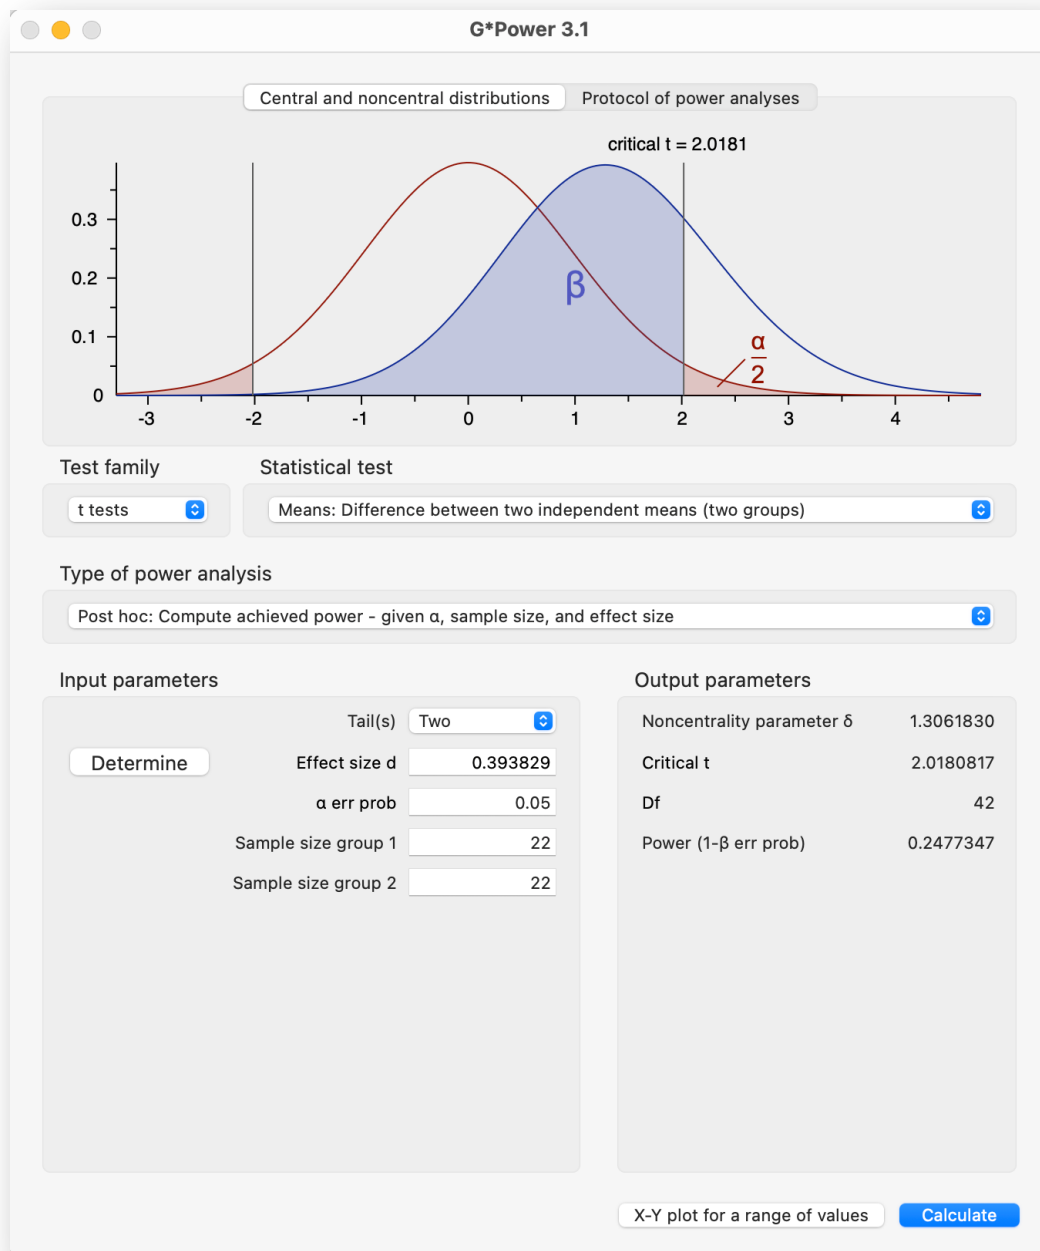 G*Power 3.1
Central and noncentral distributions Protocol of power analyses
critical t = 2.0181
0.3
0.2
0.1
0
β
α
2
-3 -2 -1 0 1 2 3 4
Test family Statistical test
t tests Means: Difference between two independent means (two groups)
Type of power analysis
Post hoc: Compute achieved power - given α, sample size, and effect size
Input parameters Output parameters
Tail(s) Two Noncentrality parameter δ 1.3061830
Determine Effect size d 0.393829 Critical t 2.0180817
α err prob 0.05 Df 42
Sample size group 1 22 Power (1-β err prob) 0.2477347
Sample size group 2 22
X-Y plot for a range of values Calculate